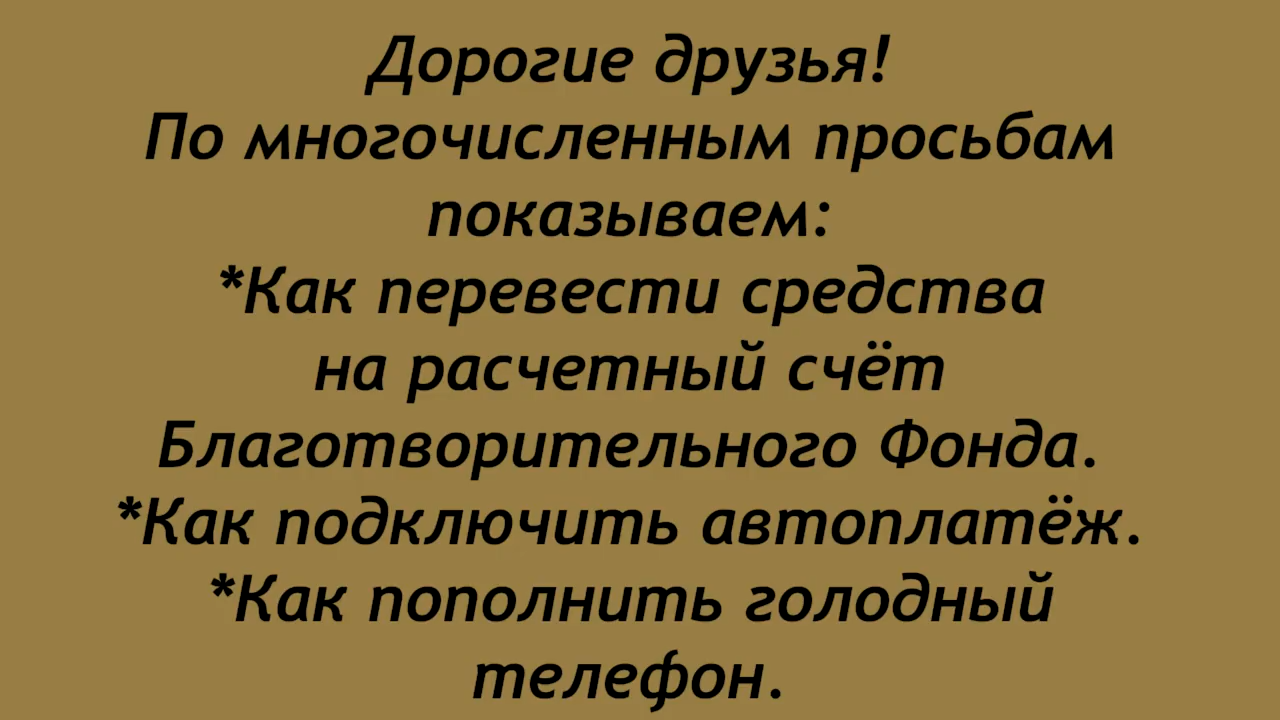 Дорогие друзья!
По многочисленным просьбам
показываем:
*Как перевести средства
на расчетный счёт
Благотворительного Фонда.
*Как подключить автоплатёж.
*Как пополнить голодный
телефон.